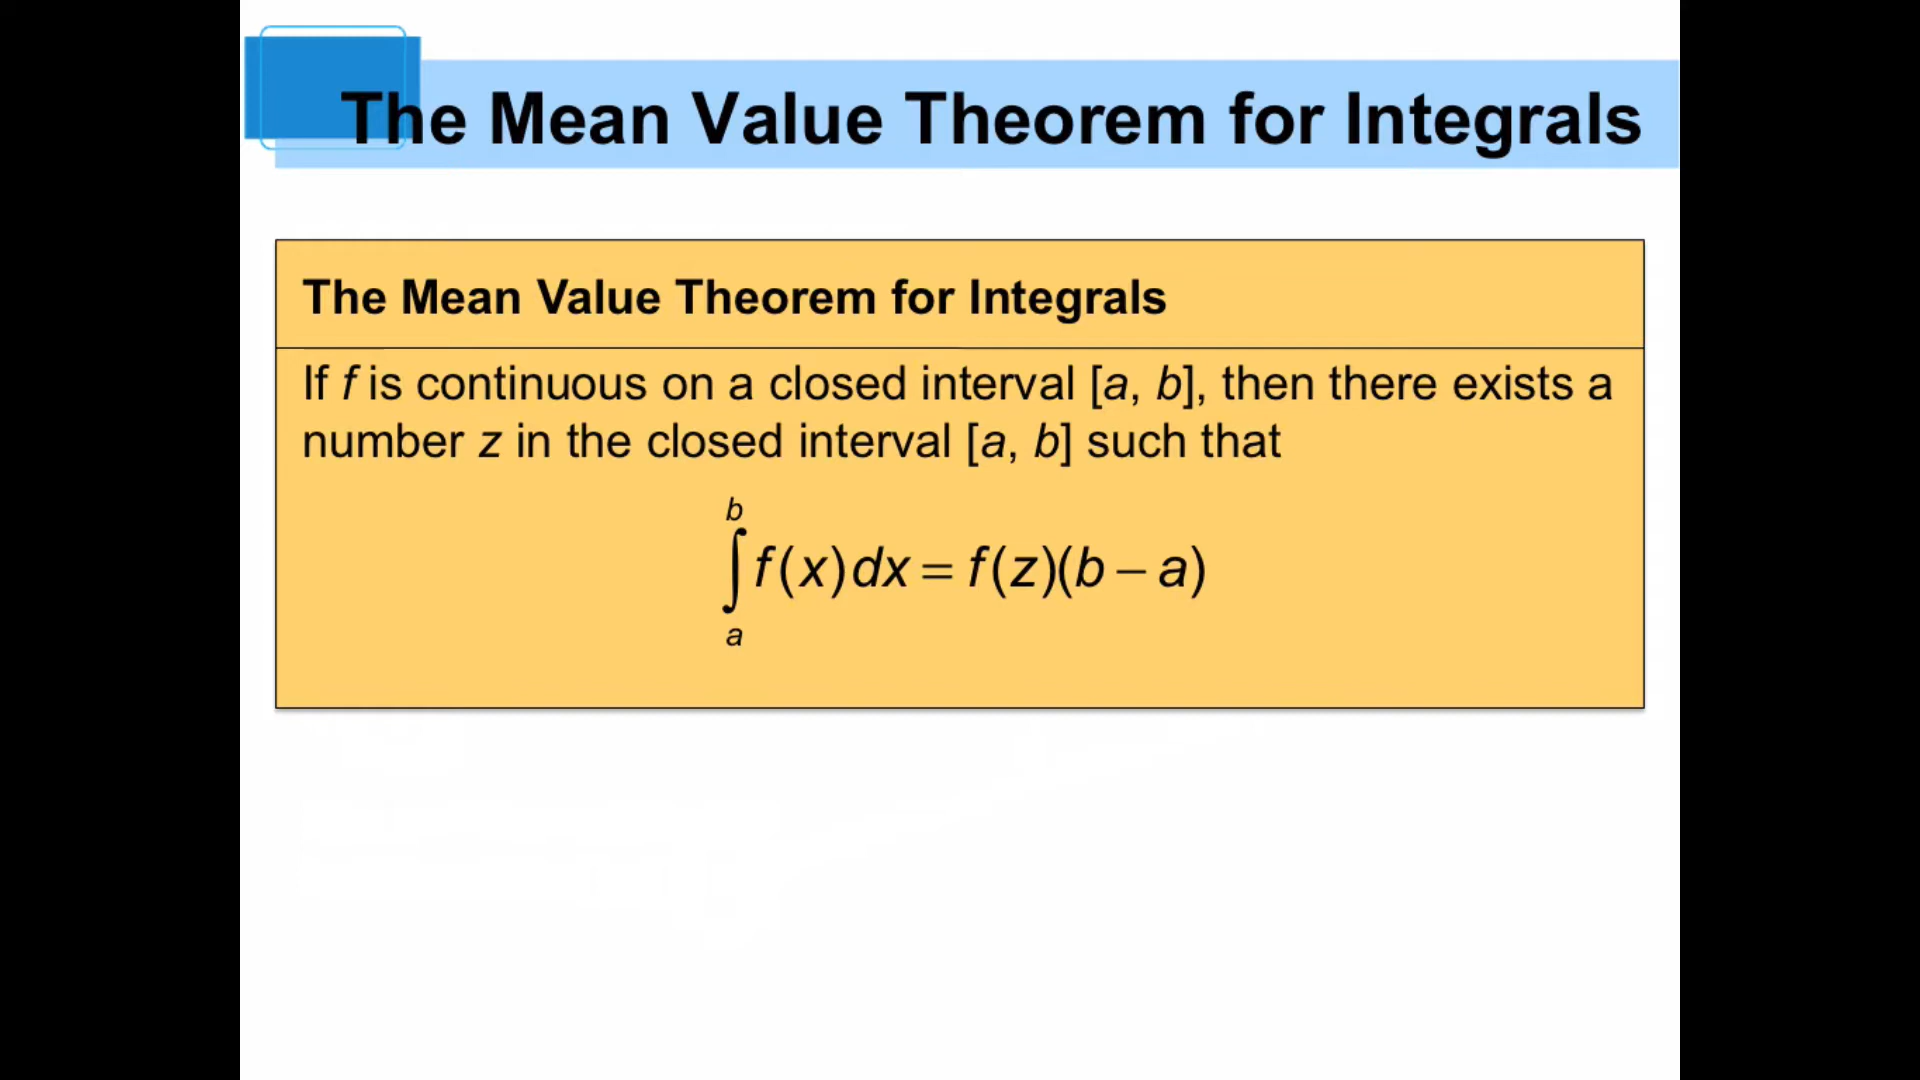 The Mean Value Theorem for Integrals
The Mean Value Theorem for Integrals
If f is continuous on a closed interval [a, b], then there exists a
number z in the closed interval [a, b] such that
∫_a^b f(x)dx = f(z)(b – a)